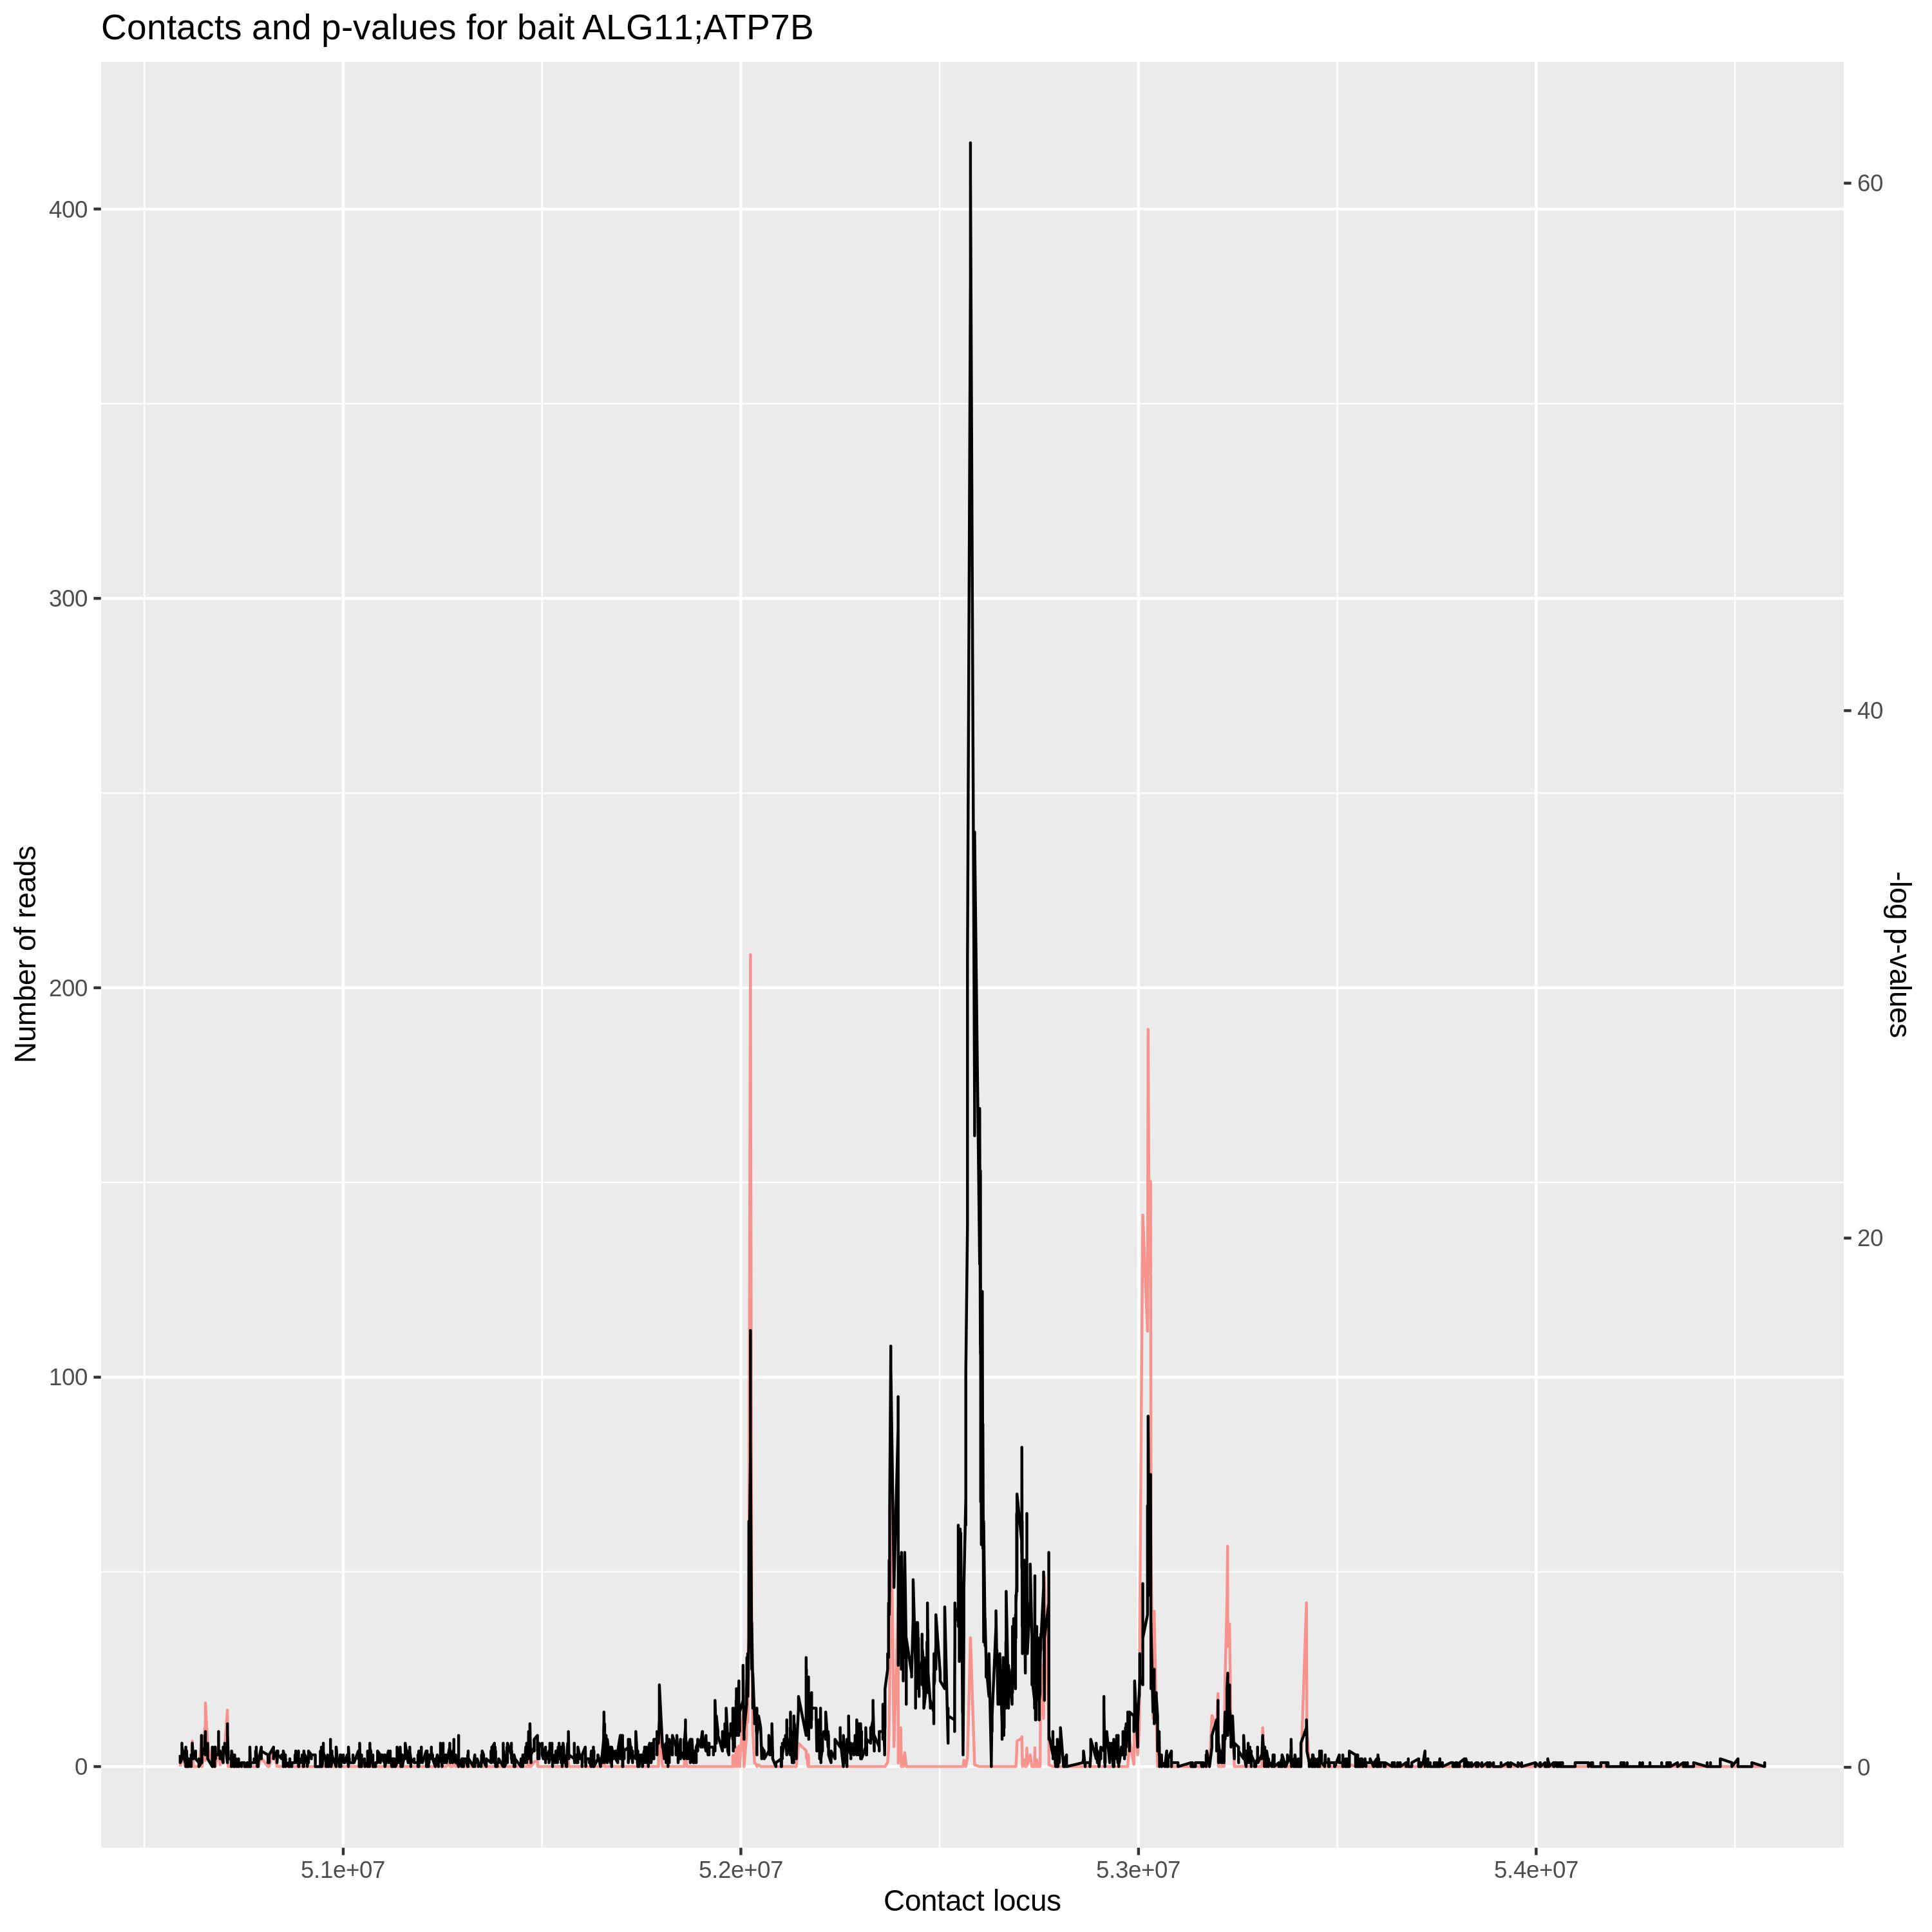 Contacts and p-values for bait ALG11;ATP7B
400
300
200
100
0
60
40
20
0
Number of reads
-log p-values
5.1e+07 5.2e+07 5.3e+07 5.4e+07
Contact locus